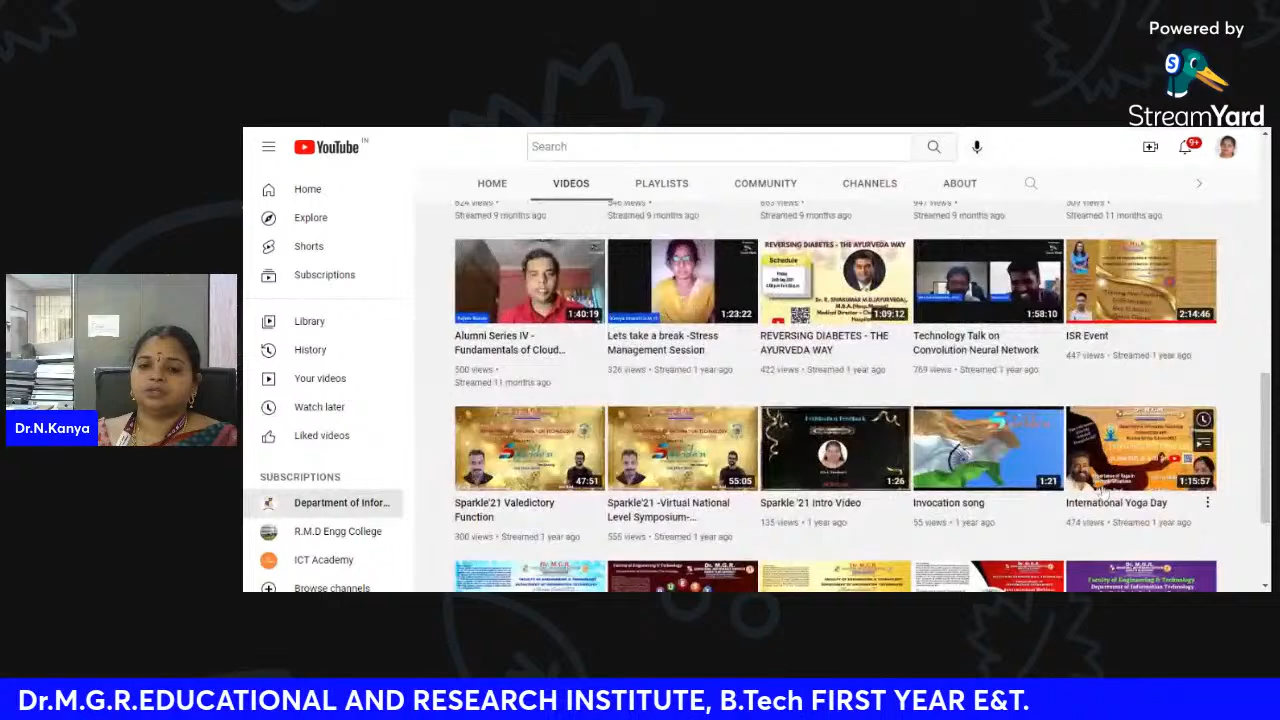 Powered by
StreamYard
YouTube IN
Search
9+
HOME VIDEOS PLAYLISTS COMMUNITY CHANNELS ABOUT
Home
Explore
Shorts
Subscriptions
Library
History
Your videos
Watch later
Liked videos
SUBSCRIPTIONS
Department of Infor...
R.M.D Engg College
ICT Academy
Browse channels
Streamed 9 months ago
Streamed 9 months ago
Streamed 9 months ago
Streamed 9 months ago
Streamed 11 months ago
1:40:19
Alumni Series IV -
Fundamentals of Cloud...
500 views •
Streamed 11 months ago
1:23:22
Lets take a break -Stress
Management Session
326 views • Streamed 1 year ago
REVERSING DIABETES - THE AYURVEDA WAY
Schedule
1:09:12
REVERSING DIABETES - THE
AYURVEDA WAY
422 views • Streamed 1 year ago
1:58:10
Technology Talk on
Convolution Neural Network
769 views • Streamed 1 year ago
2:14:46
ISR Event
447 views • Streamed 1 year ago
47:51
Sparkle'21 Valedictory
Function
300 views • Streamed 1 year ago
55:05
Sparkle'21 -Virtual National
Level Symposium-...
555 views • Streamed 1 year ago
1:26
Sparkle '21 Intro Video
135 views • 1 year ago
1:21
Invocation song
55 views • 1 year ago
1:15:57
International Yoga Day
474 views • Streamed 1 year ago
Dr.N.Kanya
Dr.M.G.R.EDUCATIONAL AND RESEARCH INSTITUTE, B.Tech FIRST YEAR E&T.